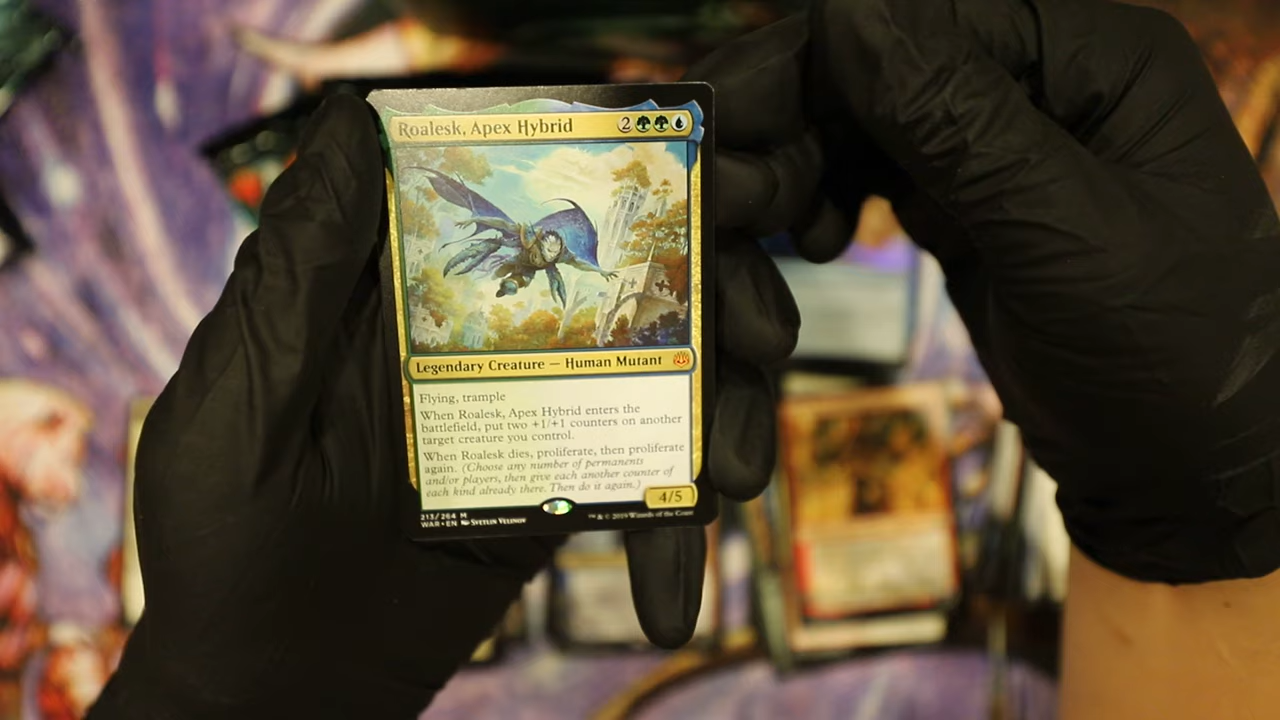 Roalesk, Apex Hybrid 2
Legendary Creature — Human Mutant
Flying, trample
When Roalesk, Apex Hybrid enters the
battlefield, put two +1/+1 counters on another
target creature you control.
When Roalesk dies, proliferate, then proliferate
again. (Choose any number of permanents
and/or players, then give each another counter of
each kind already there. Then do it again.)
4/5
213/264 M
WAR • EN Svetlin Velinov ™ & © 2019 Wizards of the Coast